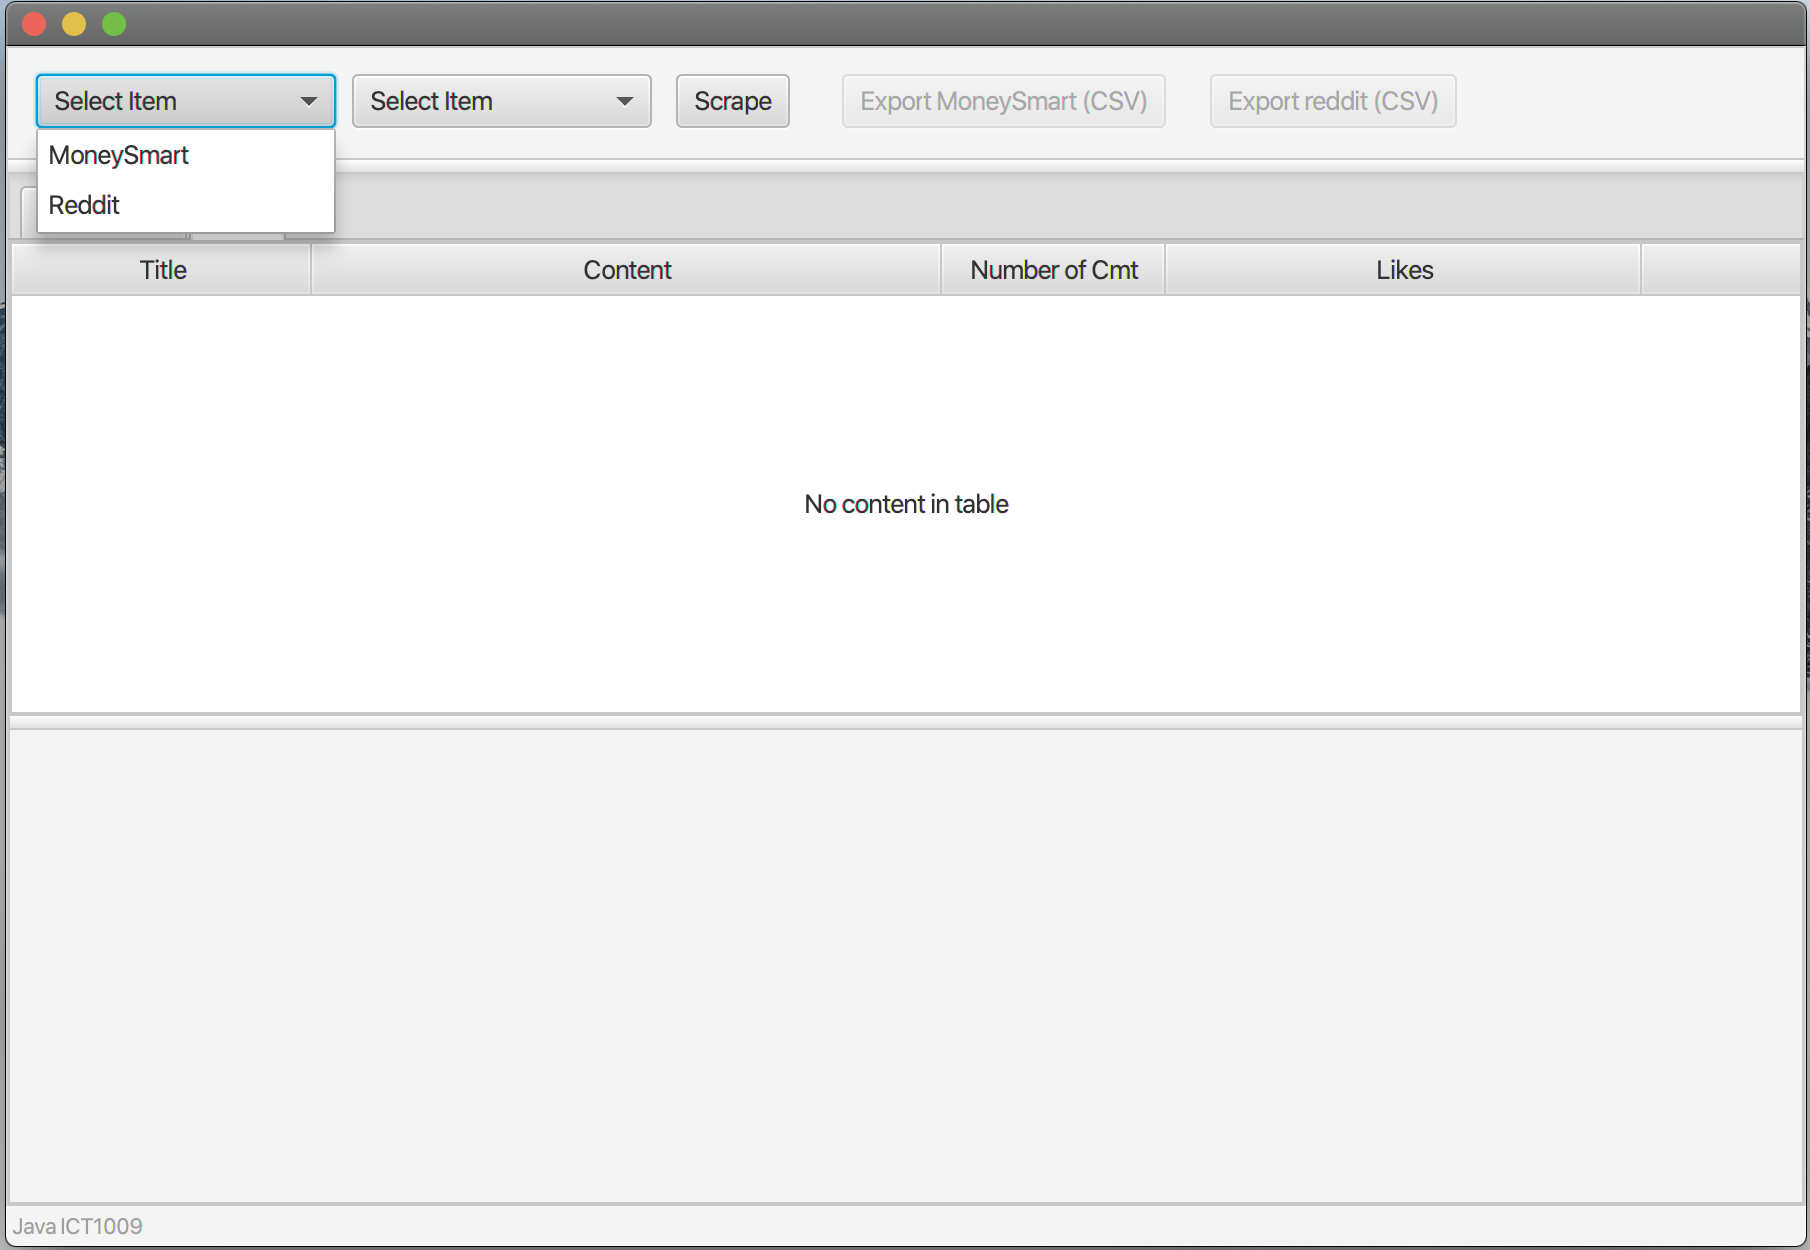 Select Item Select Item Scrape Export MoneySmart (CSV) Export reddit (CSV)
MoneySmart
Reddit
Title Content Number of Cmt Likes
No content in table
Java ICT1009